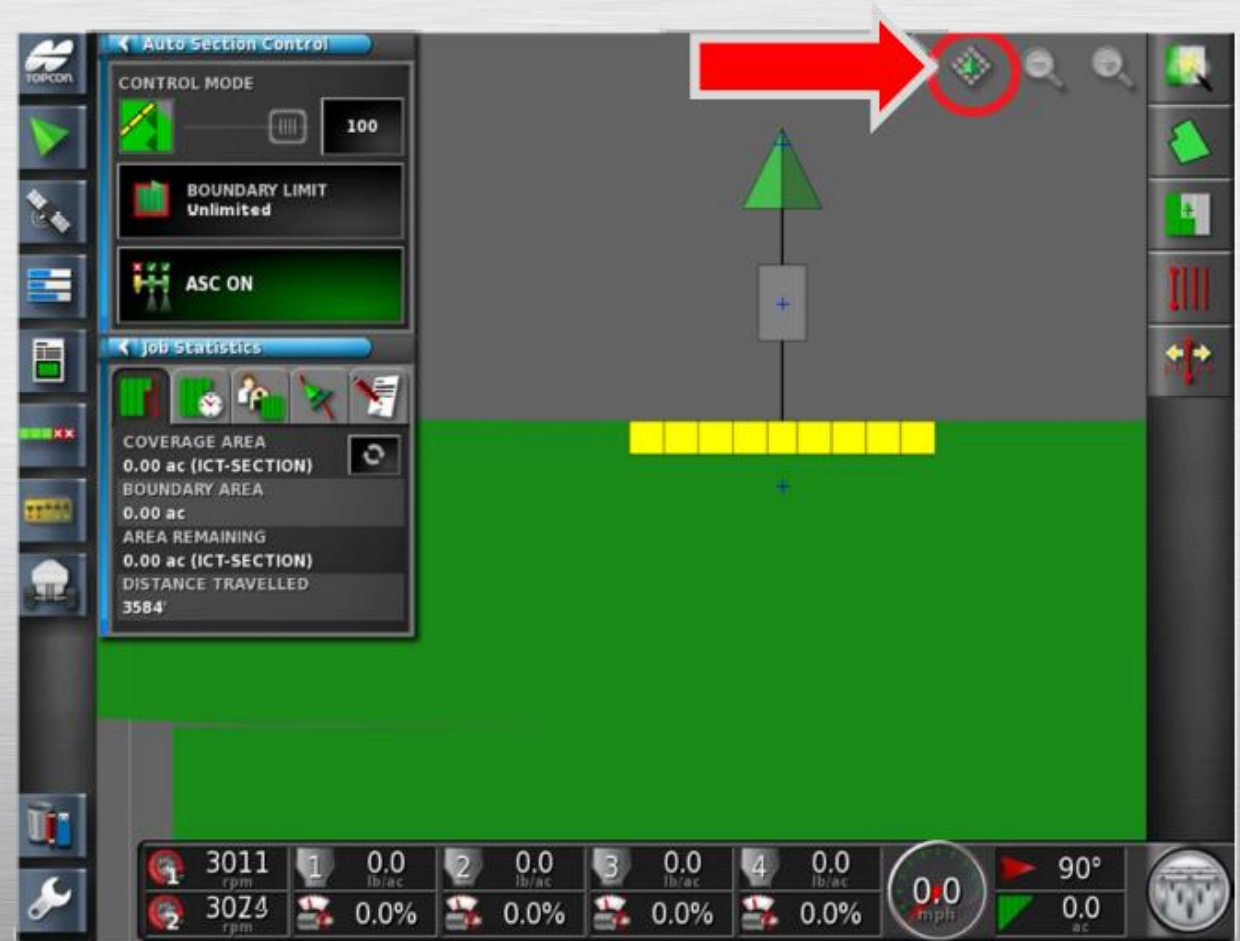 TOPCON
Auto Section Control
CONTROL MODE
100
BOUNDARY LIMIT
Unlimited
ASC ON
Job Statistics
COVERAGE AREA
0.00 ac (ICT-SECTION)
BOUNDARY AREA
0.00 ac
AREA REMAINING
0.00 ac (ICT-SECTION)
DISTANCE TRAVELLED
3584'
1 3011 rpm
2 3024 rpm
1 0.0 lb/ac
0.0%
2 0.0 lb/ac
0.0%
3 0.0 lb/ac
0.0%
4 0.0 lb/ac
0.0%
0.0 mph
90°
0.0 ac